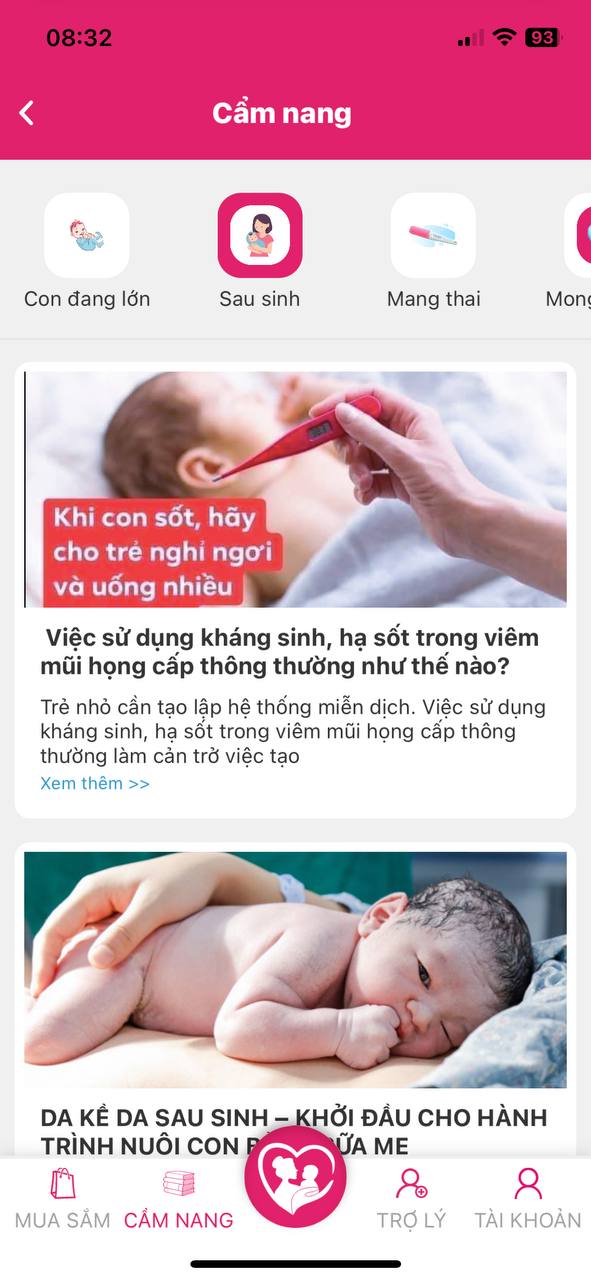 08:32
93
Cẩm nang
Con đang lớn
Sau sinh
Mang thai
Khi con sốt, hãy
cho trẻ nghỉ ngơi
và uống nhiều
Việc sử dụng kháng sinh, hạ sốt trong viêm
mũi họng cấp thông thường như thế nào?
Trẻ nhỏ cần tạo lập hệ thống miễn dịch. Việc sử dụng
kháng sinh, hạ sốt trong viêm mũi họng cấp thông
thường làm cản trở việc tạo
Xem thêm >>
DA KỀ DA SAU SINH – KHỞI ĐẦU CHO HÀNH
TRÌNH NUÔI CON MẸ
MUA SẮM
CẨM NANG
TRỢ LÝ
TÀI KHOẢN